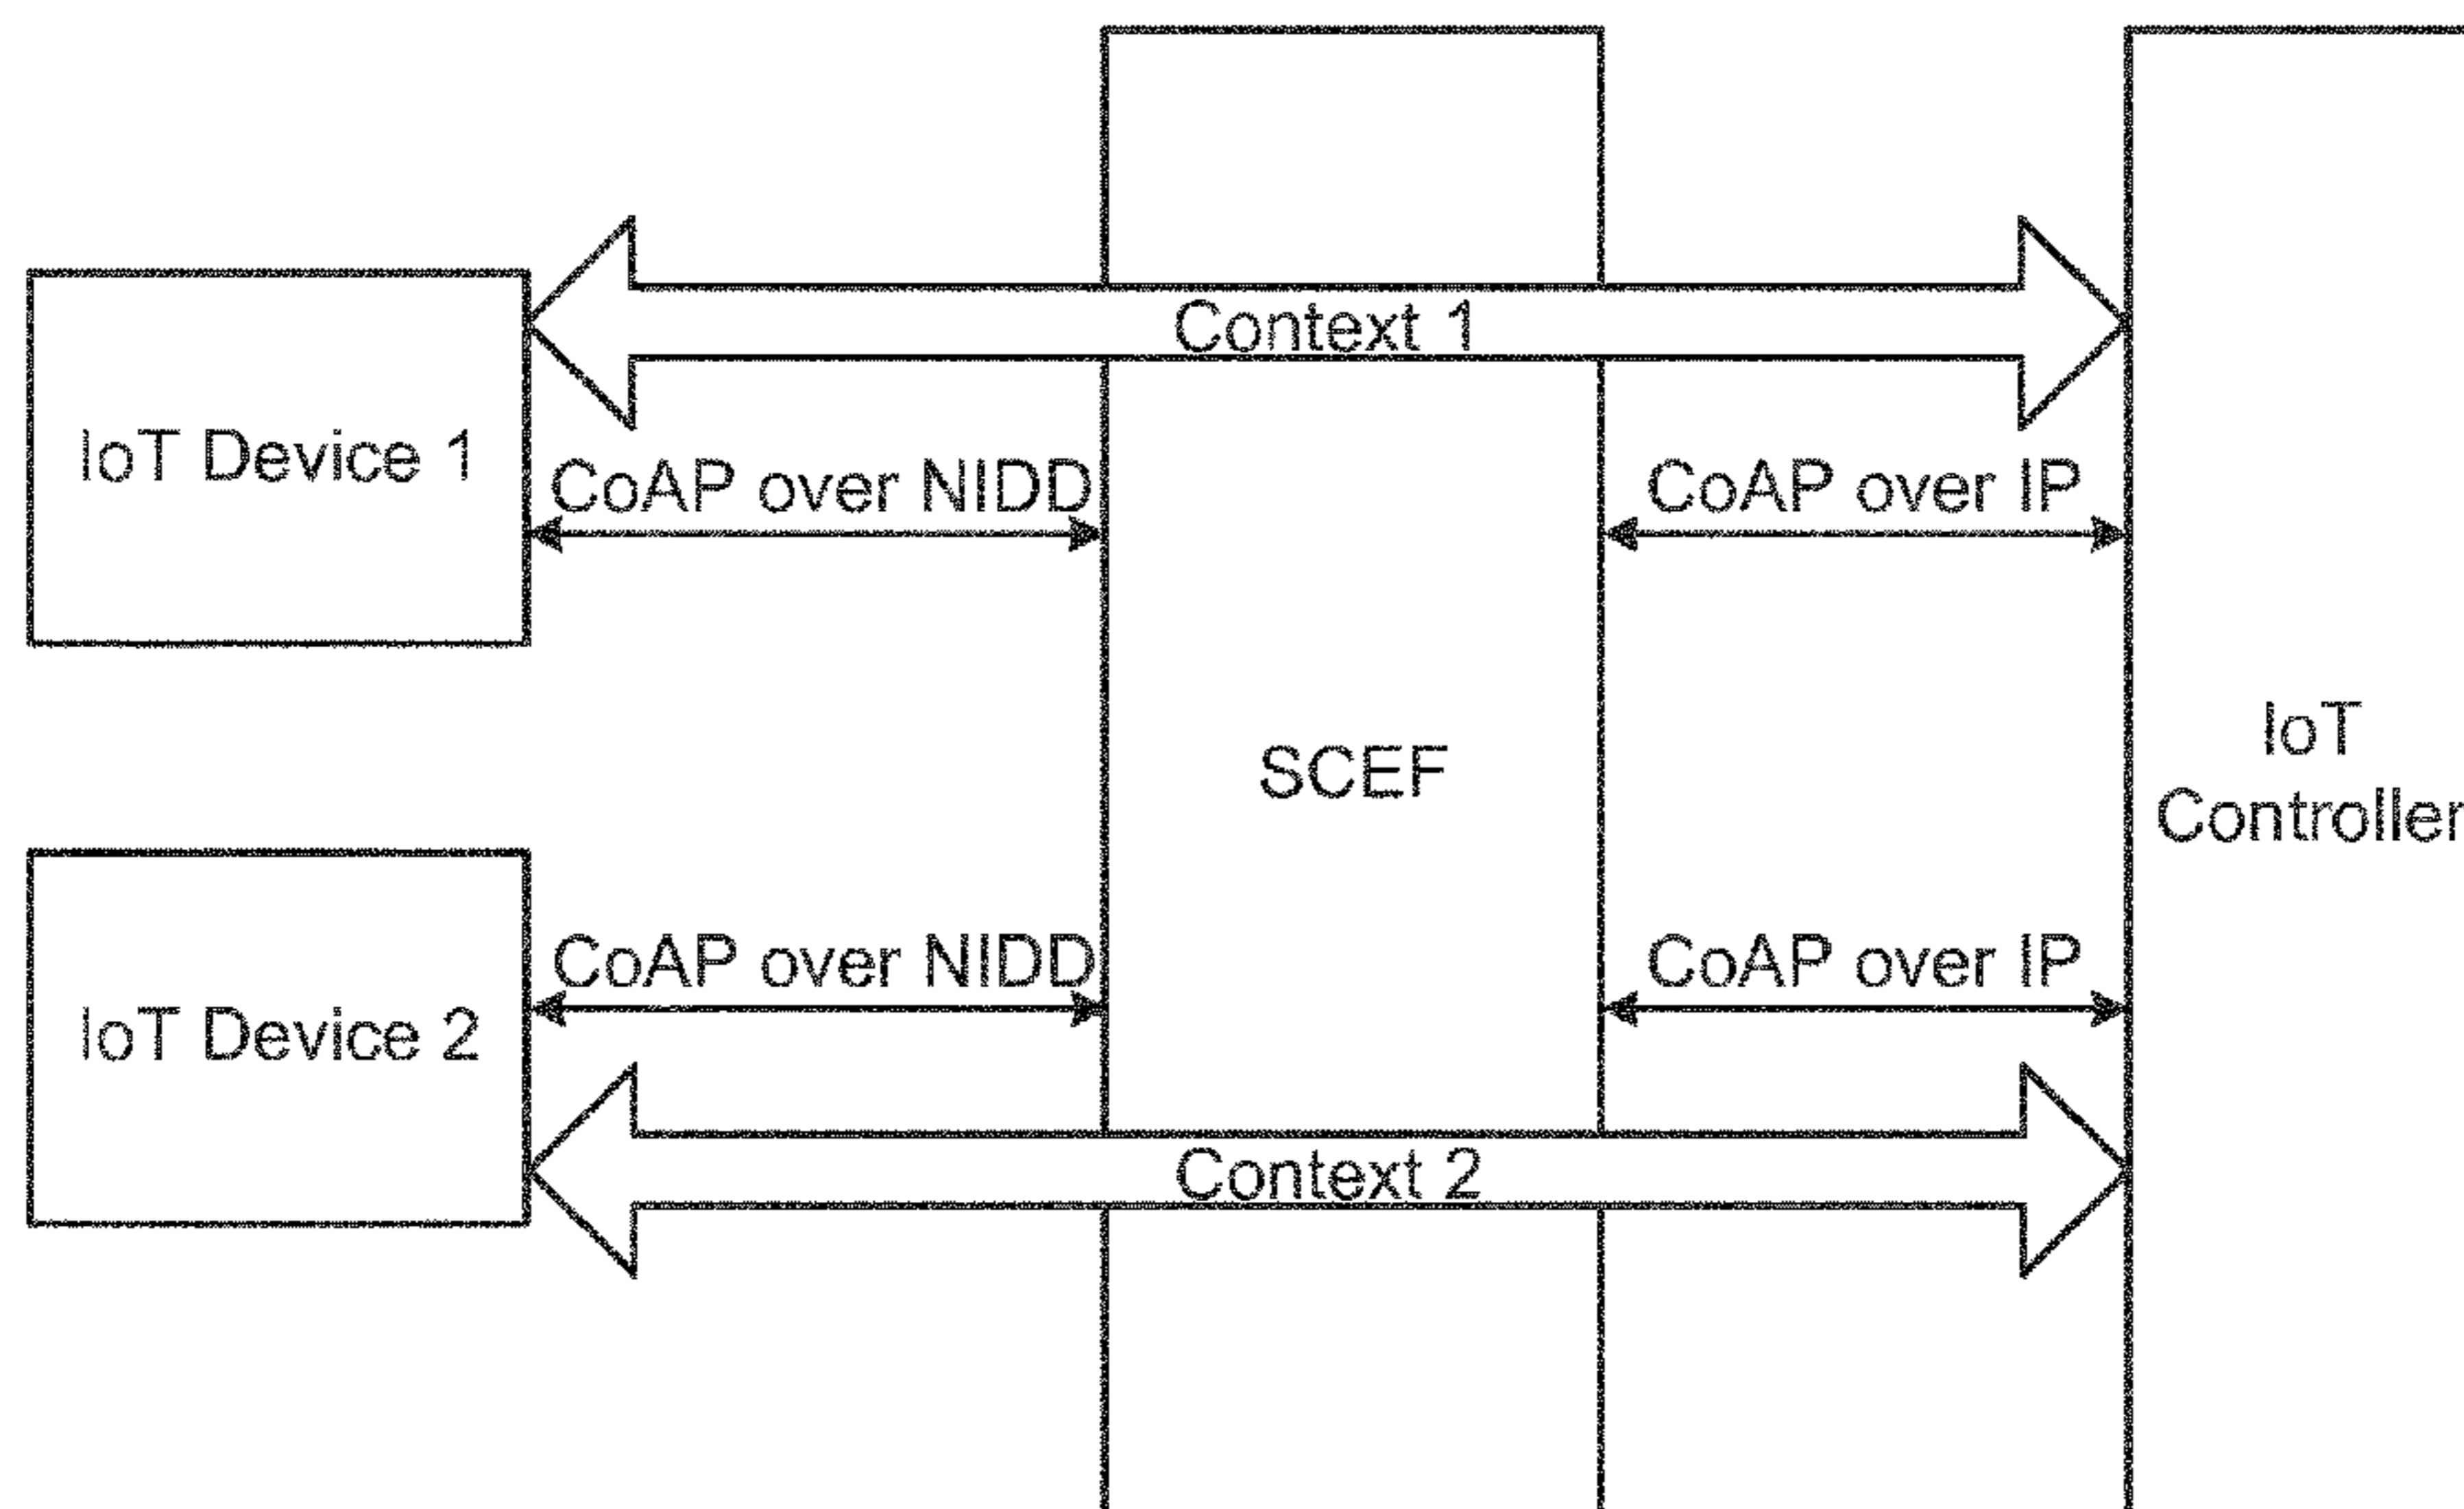 Context 1
IoT Device 1
CoAP over NIDD
CoAP over IP
SCEF
IoT
Controller
CoAP over NIDD
CoAP over IP
IoT Device 2
Context 2